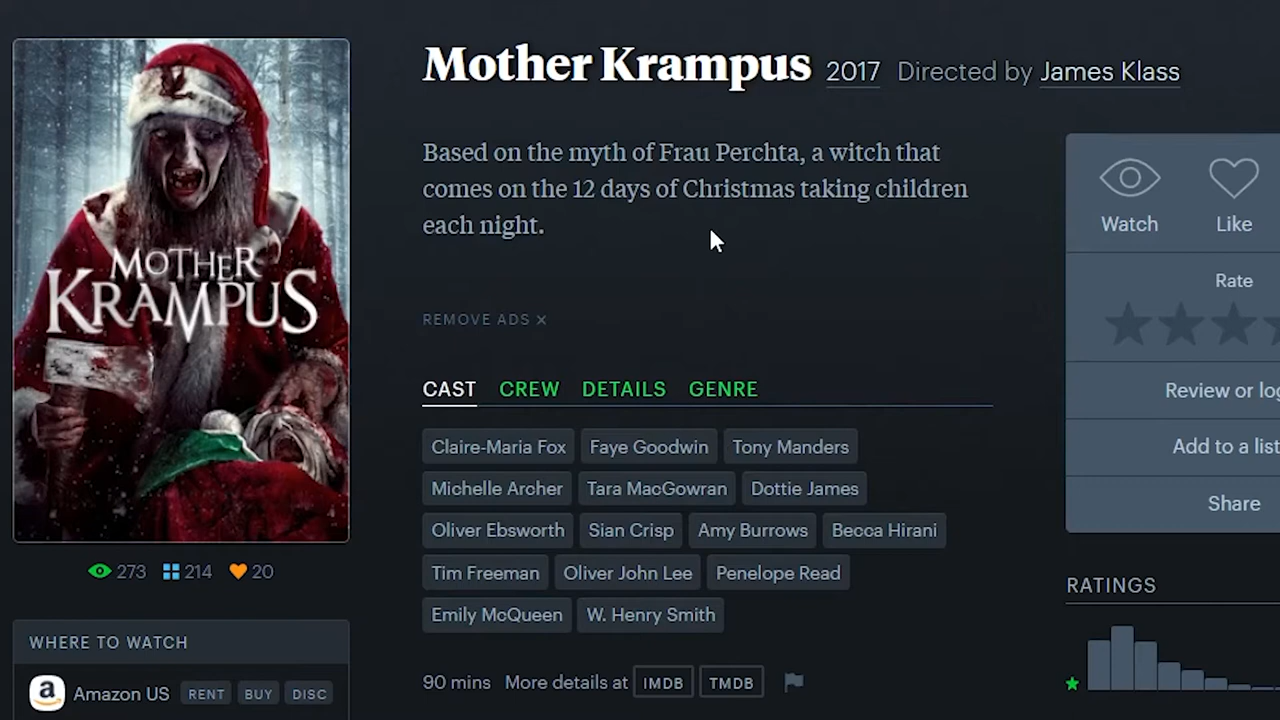 Mother Krampus 2017 Directed by James Klass
Based on the myth of Frau Perchta, a witch that
comes on the 12 days of Christmas taking children
each night.
REMOVE ADS ×
CAST CREW DETAILS GENRE
Claire-Maria Fox Faye Goodwin Tony Manders
Michelle Archer Tara MacGowran Dottie James
Oliver Ebsworth Sian Crisp Amy Burrows Becca Hirani
Tim Freeman Oliver John Lee Penelope Read
Emily McQueen W. Henry Smith
90 mins More details at IMDB TMDB
MOTHER
KRAMPUS
273 214 20
WHERE TO WATCH
a Amazon US RENT BUY DISC
Watch Like
Rate
Review or log
Add to a list
Share
RATINGS